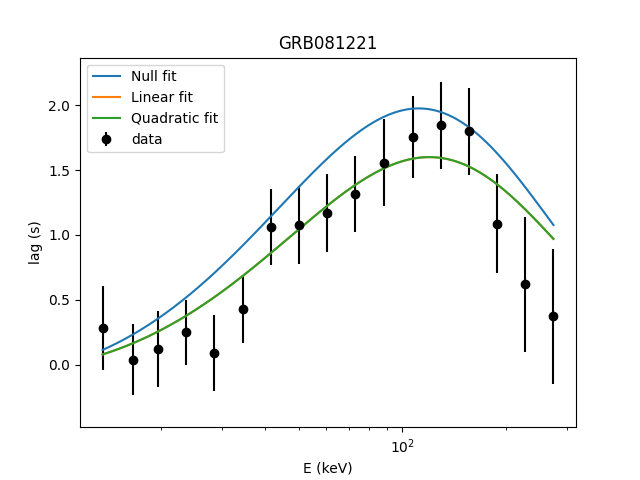 GRB081221
Null fit
Linear fit
Quadratic fit
data
lag (s)
2.0
1.5
1.0
0.5
0.0
10²
E (keV)